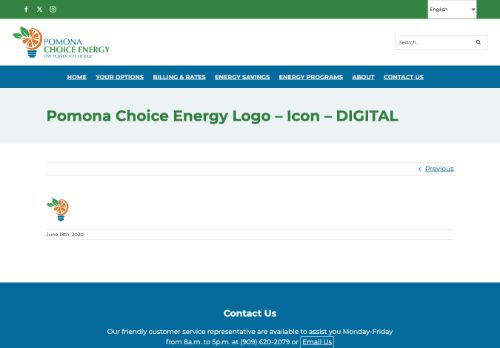 English
POMONA
CHOICE ENERGY
THE POWER TO CHOOSE
Search...
HOME YOUR OPTIONS BILLING & RATES ENERGY SAVINGS ENERGY PROGRAMS ABOUT CONTACT US
Pomona Choice Energy Logo – Icon – DIGITAL
Previous
June 18th, 2020
Contact Us
Our friendly customer service representative are available to assist you Monday-Friday
from 8a.m. to 5p.m. at (909) 620-2079 or Email Us